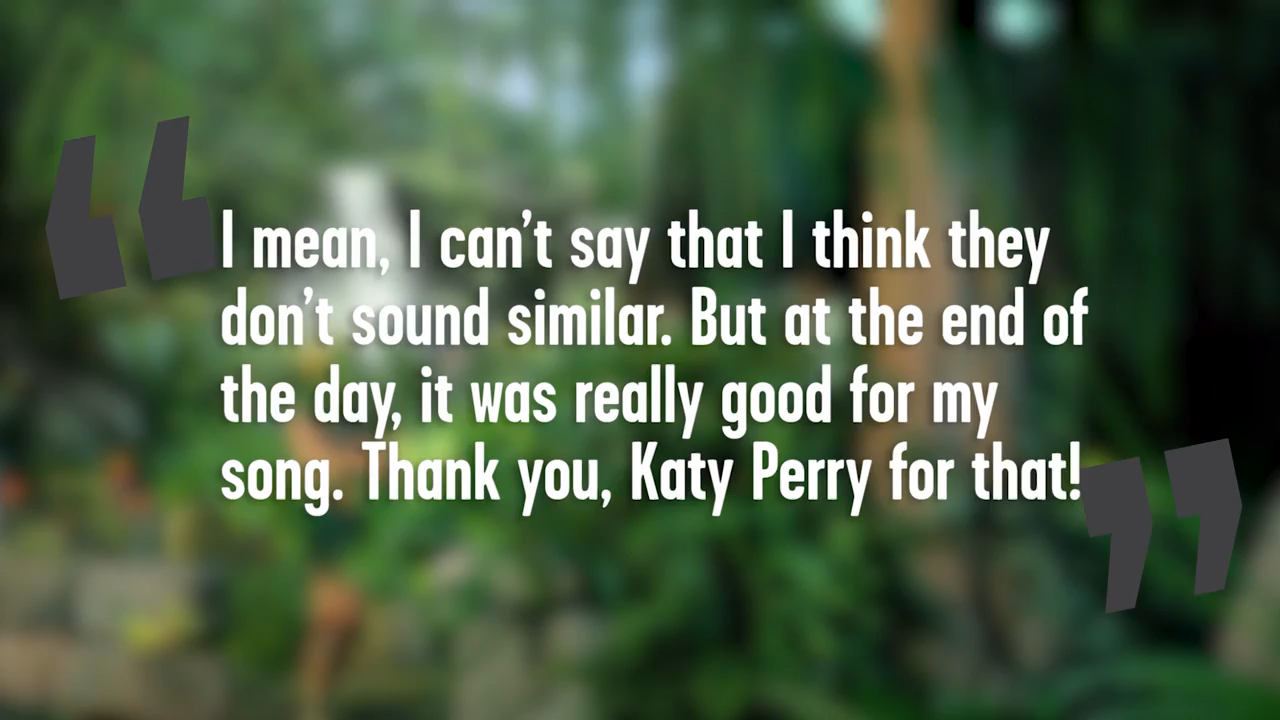 I mean, I can’t say that I think they
don’t sound similar. But at the end of
the day, it was really good for my
song. Thank you, Katy Perry for that!